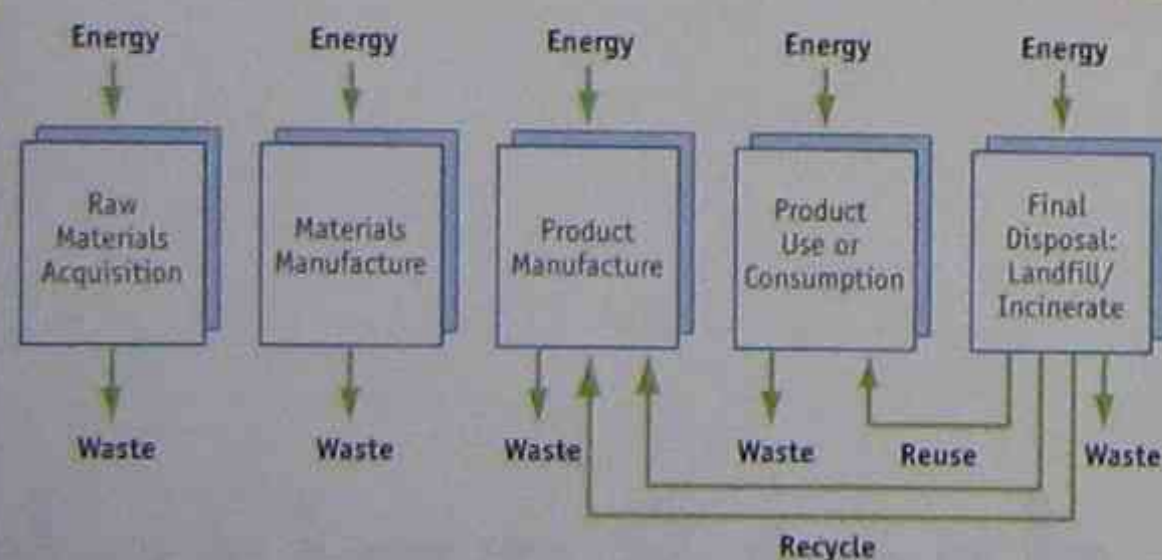 Energy
Energy
Energy
Energy
Energy
Raw
Materials
Acquisition
Materials
Manufacture
Product
Manufacture
Product
Use or
Consumption
Final
Disposal:
Landfill/
Incinerate
Waste
Waste
Waste
Waste
Reuse
Waste
Recycle